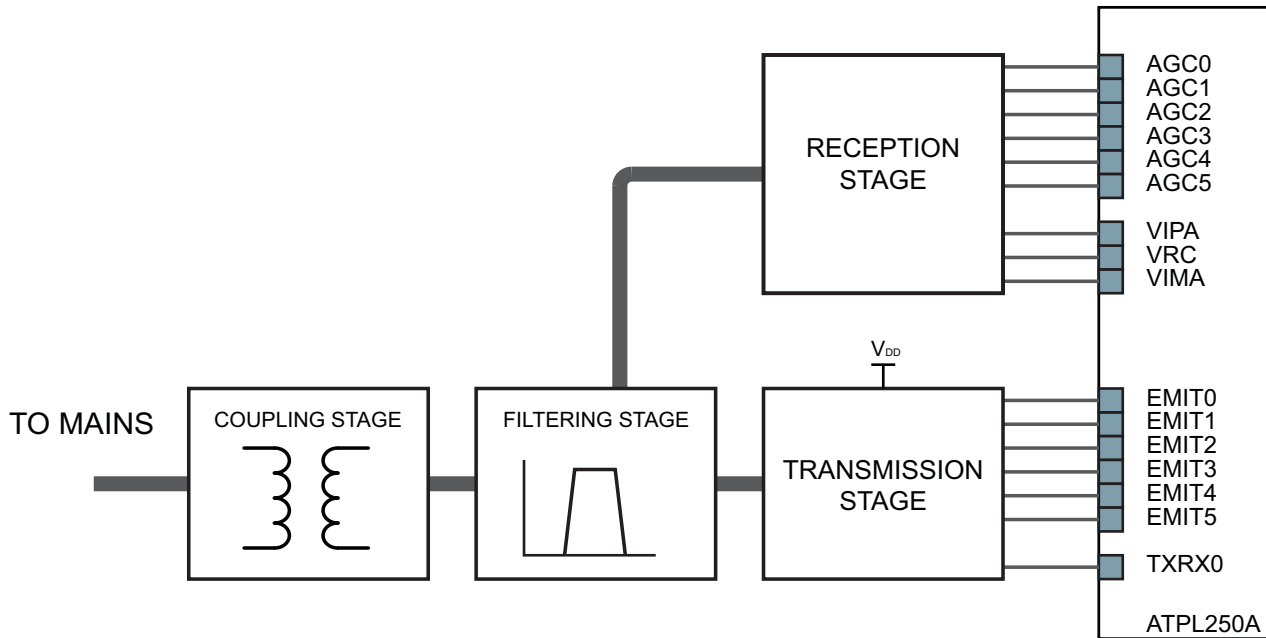 AGC0
AGC1
AGC2
AGC3
AGC4
AGC5
RECEPTION
STAGE
VIPA
VRC
VIMA
VDD
TO MAINS
COUPLING STAGE
FILTERING STAGE
TRANSMISSION
STAGE
EMIT0
EMIT1
EMIT2
EMIT3
EMIT4
EMIT5
TXRX0
ATPL250A